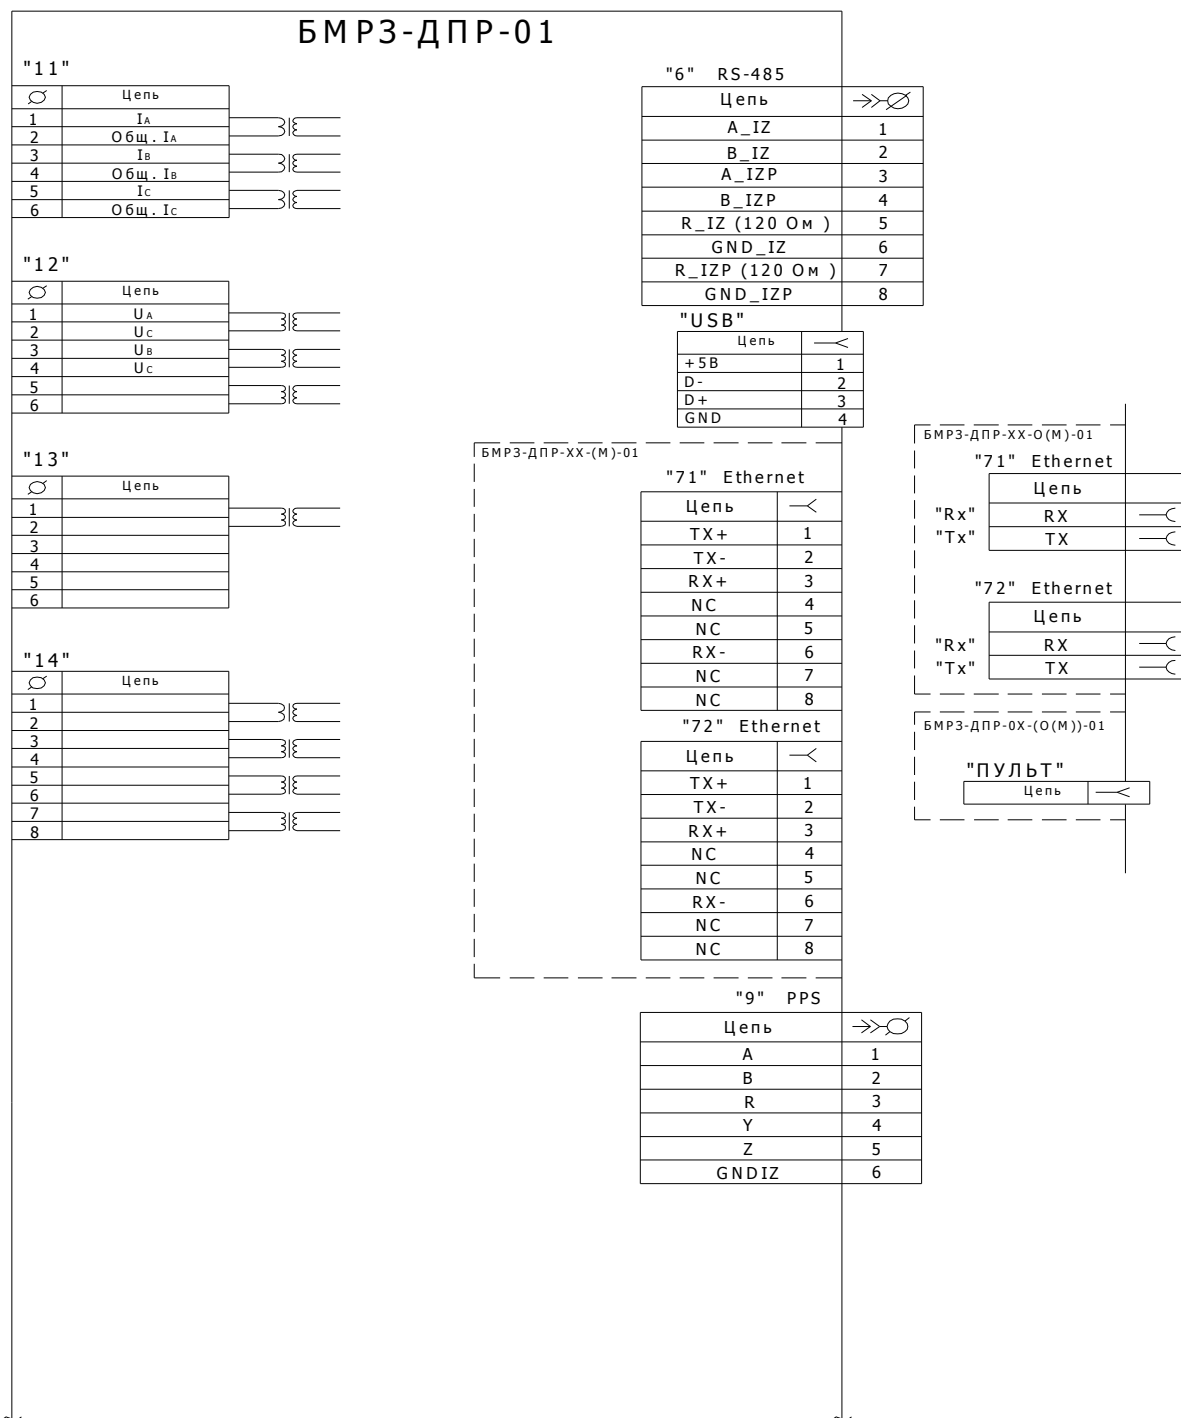 БМРЗ-ДПР-01
"11"
Цепь
1 IA
2 Общ. IA
3 IB
4 Общ. IB
5 IC
6 Общ. IC
"12"
Цепь
1 UA
2 UC
3 UB
4 UC
5
6
"13"
Цепь
1
2
3
4
5
6
"14"
Цепь
1
2
3
4
5
6
7
8
"6" RS-485
Цепь
A_IZ 1
B_IZ 2
A_IZP 3
B_IZP 4
R_IZ (120 Ом ) 5
GND_IZ 6
R_IZP (120 Ом ) 7
GND_IZP 8
"USB"
Цепь
+5В 1
D- 2
D+ 3
GND 4
БМРЗ-ДПР-ХХ-(М)-01
"71" Ethernet
Цепь
TX+ 1
TX- 2
RX+ 3
NC 4
NC 5
RX- 6
NC 7
NC 8
"72" Ethernet
Цепь
TX+ 1
TX- 2
RX+ 3
NC 4
NC 5
RX- 6
NC 7
NC 8
"9" PPS
Цепь
A 1
B 2
R 3
Y 4
Z 5
GNDIZ 6
БМРЗ-ДПР-ХХ-О(М)-01
"71" Ethernet
Цепь
"Rx" RX
"Tx" TX
"72" Ethernet
Цепь
"Rx" RX
"Tx" TX
БМРЗ-ДПР-0Х-(О(М))-01
"ПУЛЬТ"
Цепь